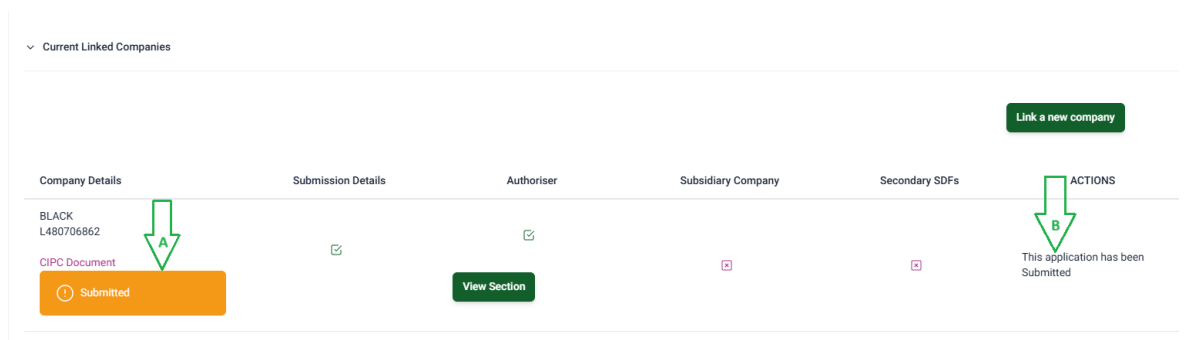 Current Linked Companies
Link a new company
Company Details Submission Details Authoriser Subsidiary Company Secondary SDFs ACTIONS
BLACK
L480706862
A
B
CIPC Document
This application has been
Submitted
Submitted
View Section